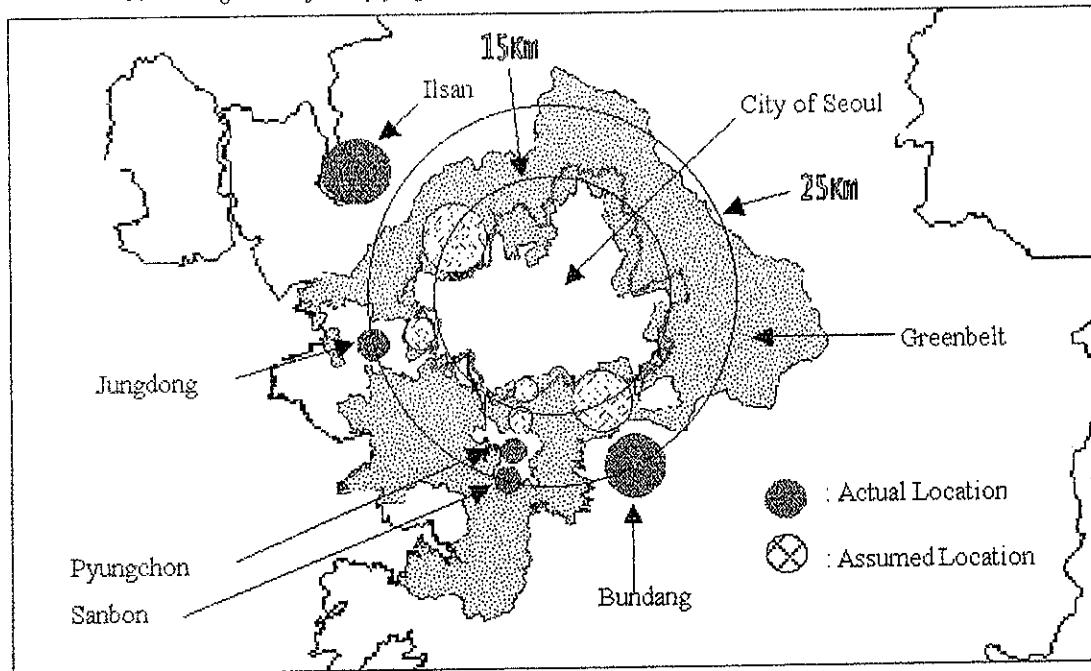 15Km
Ilsan
City of Seoul
25Km
Greenbelt
Jungdong
: Actual Location
: Assumed Location
Pyungchon
Sanbon
Bundang